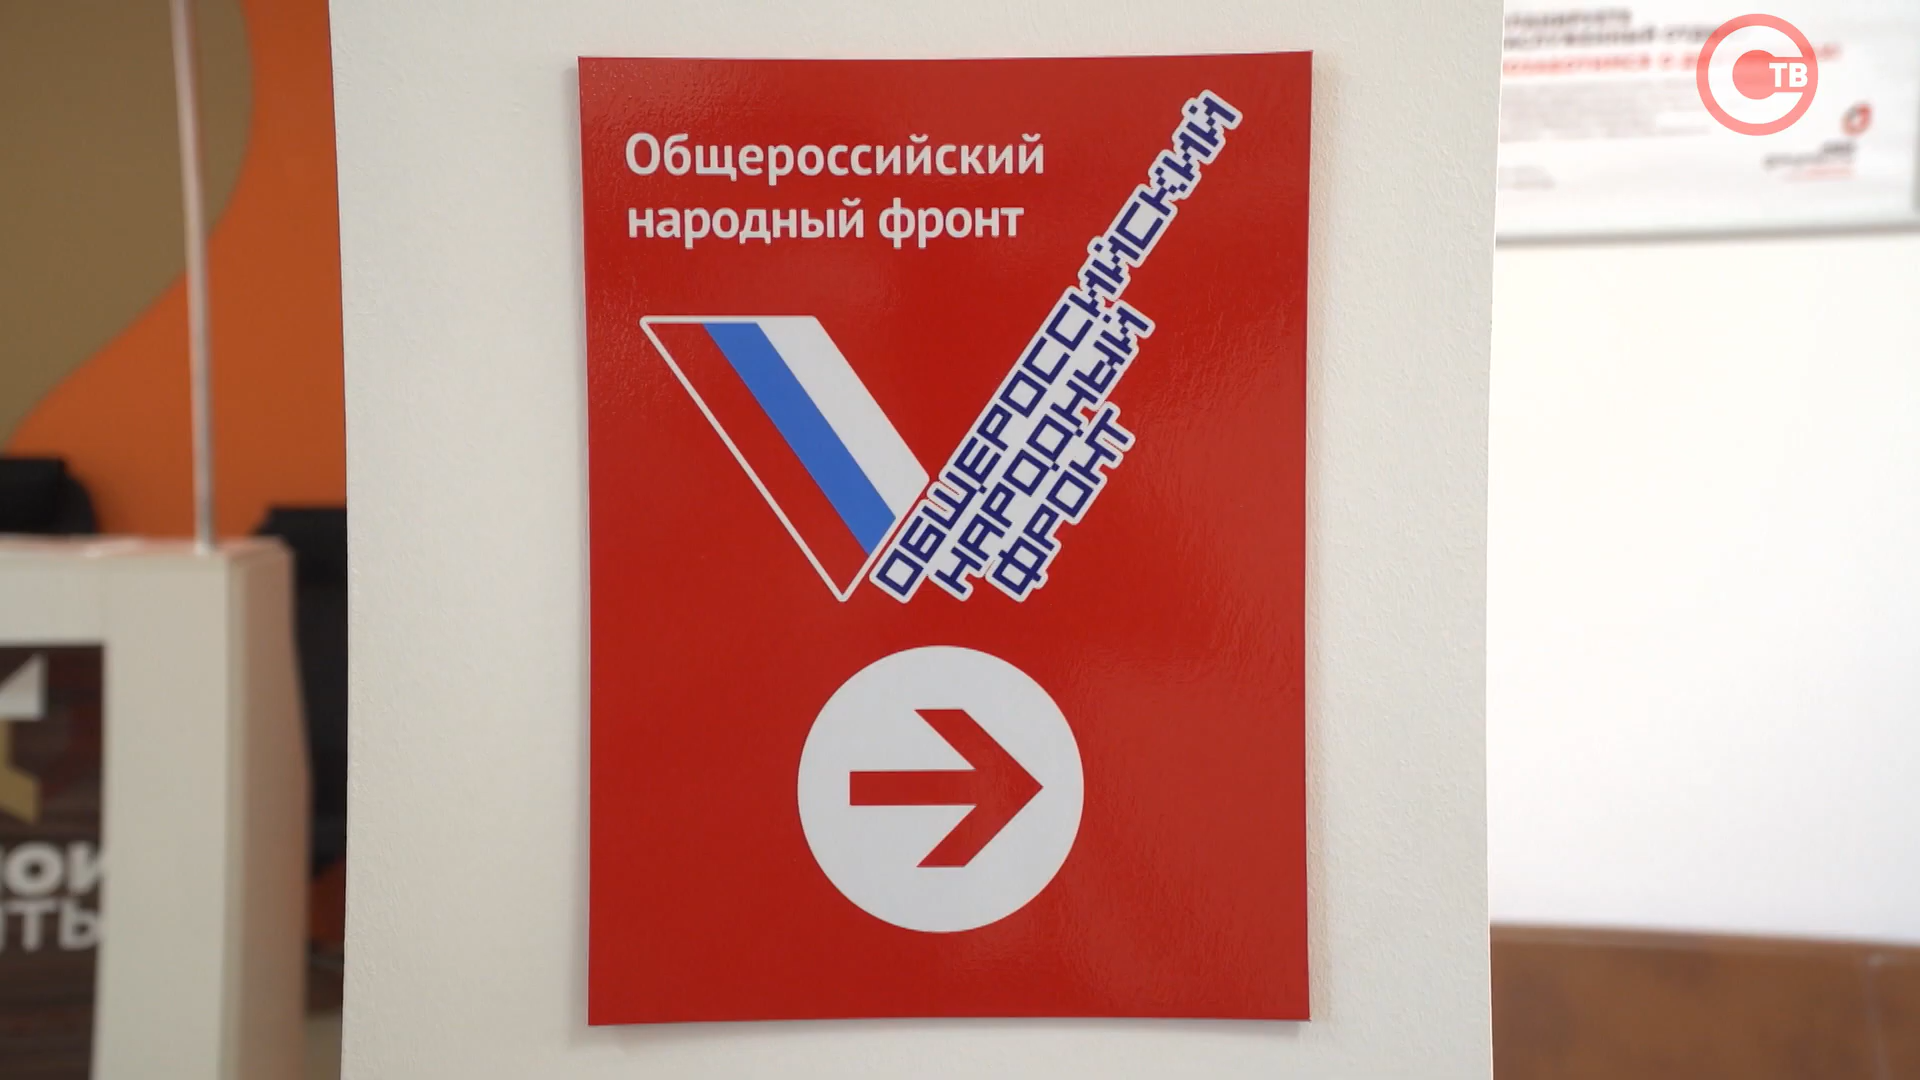 Общероссийский
народный фронт
ОБЩЕРОССИЙСКИЙ
НАРОДНЫЙ
ФРОНТ
С ТВ